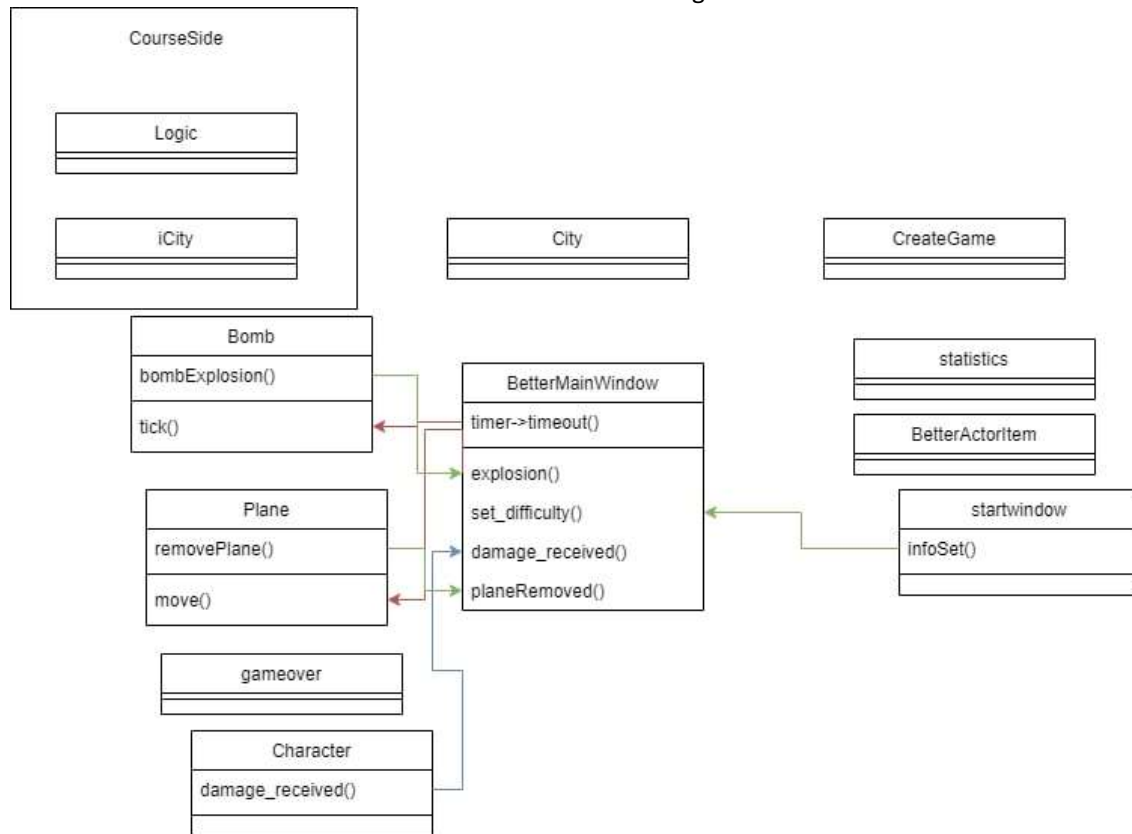 CourseSide
Logic
iCity
City
CreateGame
Bomb
bombExplosion()
tick()
BetterMainWindow
timer->timeout()
explosion()
set_difficulty()
damage_received()
planeRemoved()
statistics
BetterActorItem
startwindow
infoSet()
Plane
removePlane()
move()
gameover
Character
damage_received()